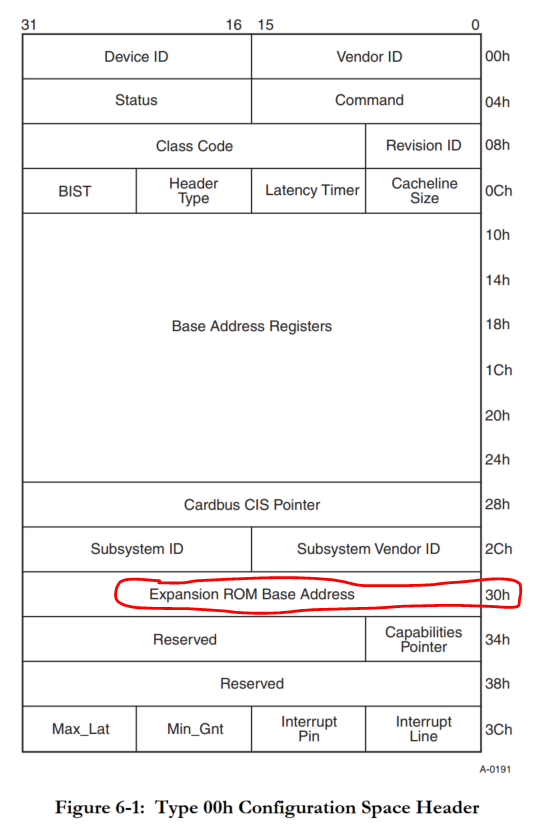 31 16 15 0
Device ID Vendor ID 00h
Status Command 04h
Class Code Revision ID 08h
BIST Header Type Latency Timer Cacheline Size 0Ch
10h
14h
Base Address Registers 18h
1Ch
20h
24h
Cardbus CIS Pointer 28h
Subsystem ID Subsystem Vendor ID 2Ch
Expansion ROM Base Address 30h
Reserved Capabilities Pointer 34h
Reserved 38h
Max_Lat Min_Gnt Interrupt Pin Interrupt Line 3Ch
A-0191
Figure 6-1: Type 00h Configuration Space Header